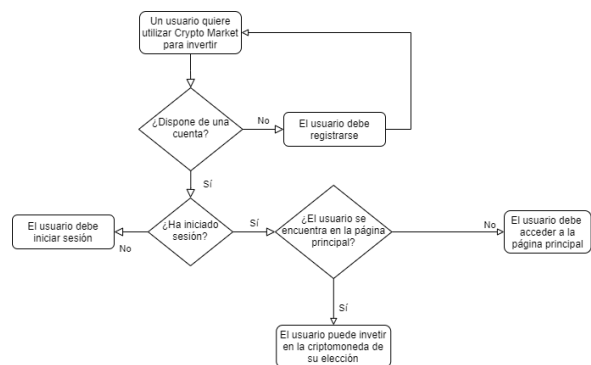 Un usuario quiere
utilizar Crypto Market
para invertir
¿Dispone de una
cuenta?
No
El usuario debe
registrarse
Sí
El usuario debe
iniciar sesión
No
¿Ha iniciado
sesión?
Sí
¿El usuario se
encuentra en la página
principal?
No
El usuario debe
acceder a la
página principal
Sí
El usuario puede invetir
en la criptomoneda de
su elección